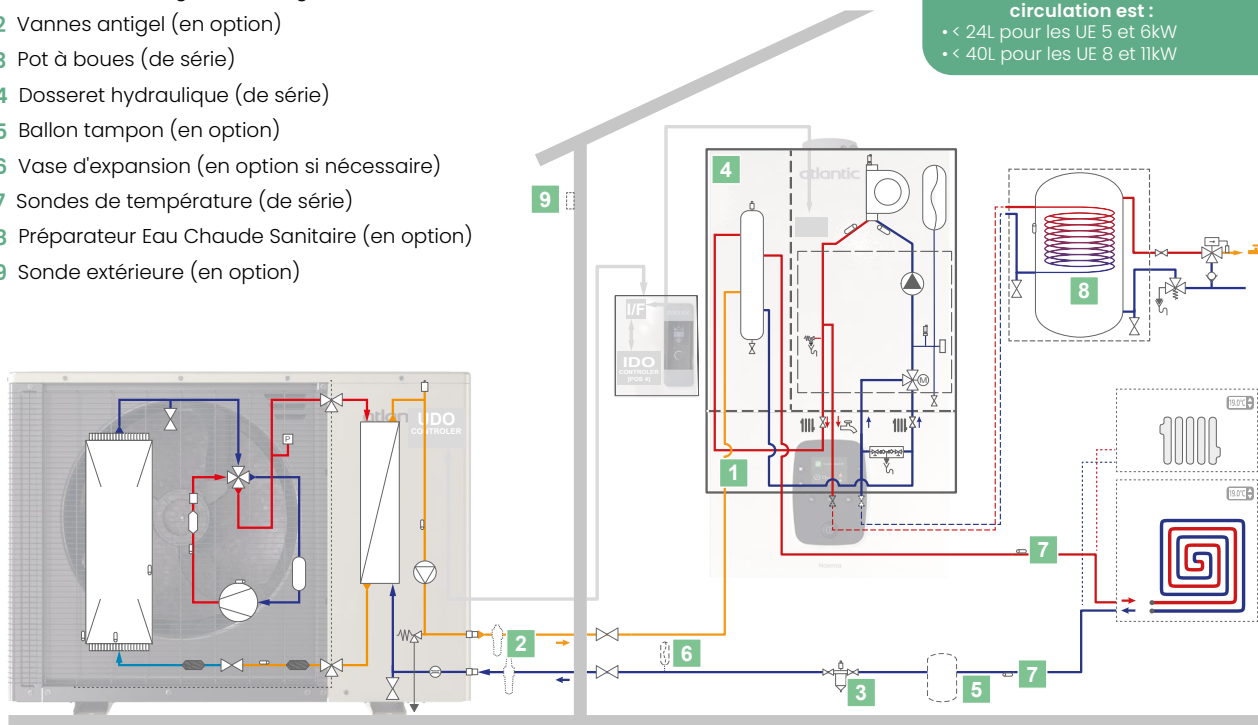 2 Vannes antigel (en option)
3 Pot à boues (de série)
4 Dosseret hydraulique (de série)
5 Ballon tampon (en option)
6 Vase d'expansion (en option si nécessaire)
7 Sondes de température (de série)
8 Préparateur Eau Chaude Sanitaire (en option)
9 Sonde extérieure (en option)
circulation est :
• < 24L pour les UE 5 et 6kW
• < 40L pour les UE 8 et 11kW
4
atlantic
9
8
I/F
IDO
CONTROLER
(POS 4)
19.0°C
UDO
CONTROLER
P
M
1
19.0°C
7
Naema
2
6
3
5
7